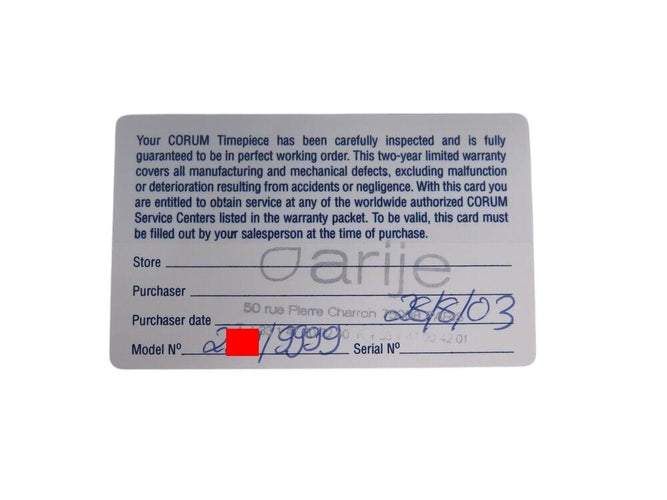 Your CORUM Timepiece has been carefully inspected and is fully
guaranteed to be in perfect working order. This two-year limited warranty
covers all manufacturing and mechanical defects, excluding malfunction
or deterioration resulting from accidents or negligence. With this card you
are entitled to obtain service at any of the worldwide authorized CORUM
Service Centers listed in the warranty packet. To be valid, this card must
be filled out by your salesperson at the time of purchase.
arije
Store
Purchaser
50 rue Pierre Charron
Purchaser date 28/8/03
Model Nº 2 /9999 Serial Nº